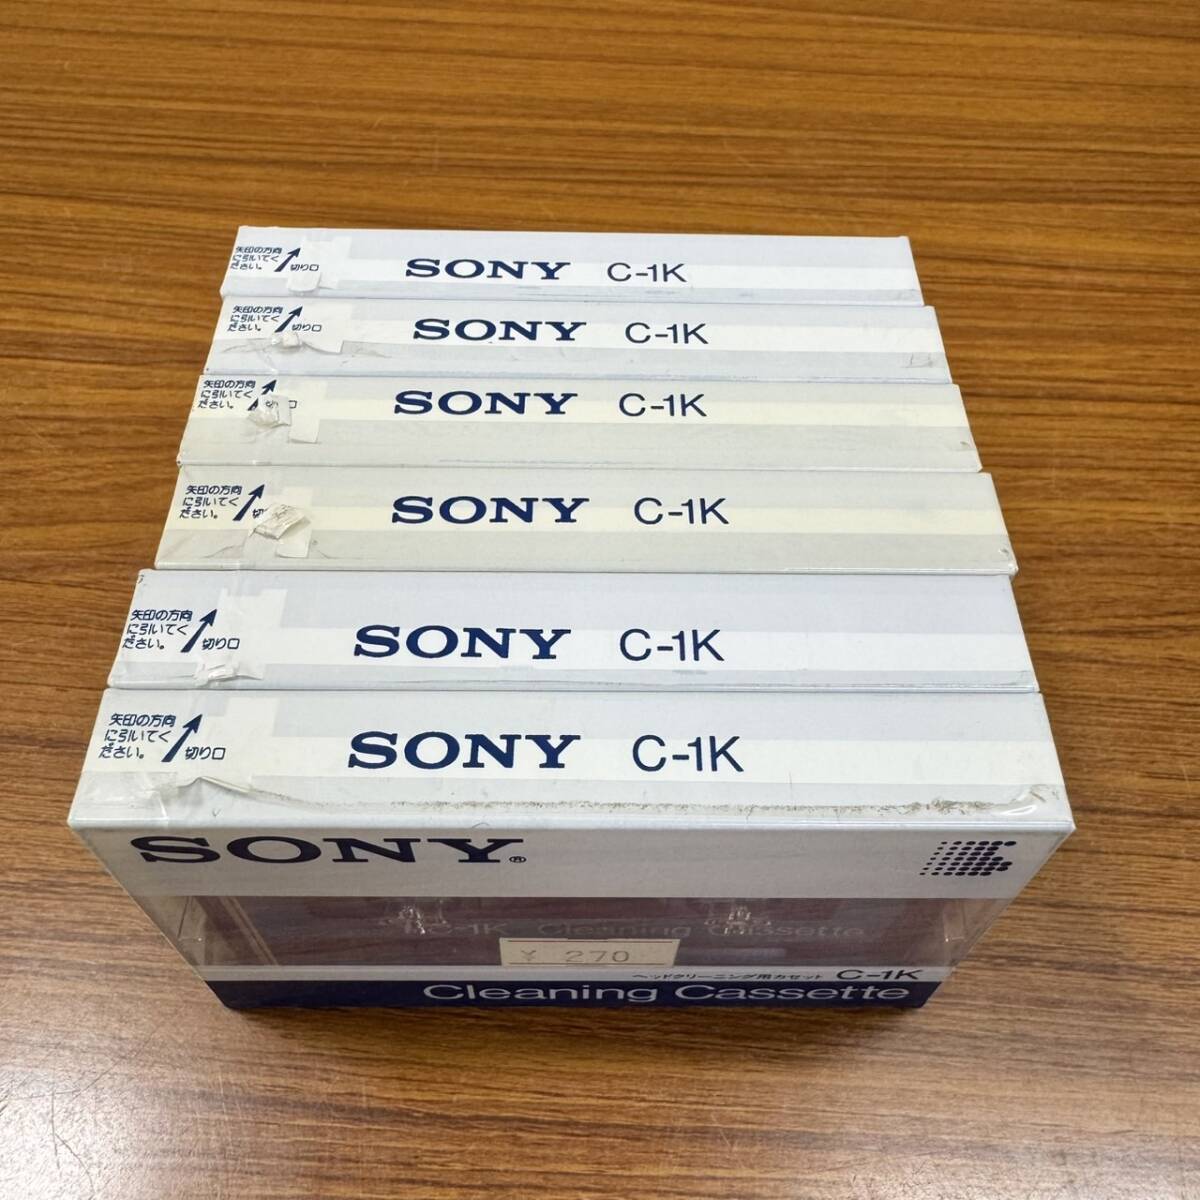 矢印の方向
に引いてく
ださい。
切り口
SONY C-1K
矢印の方向
に引いてく
ださい。
切り口
SONY C-1K
矢印の方向
に引いてく
ださい。
SONY C-1K
矢印の方向
に引いてく
ださい。
切
SONY C-1K
矢印の方向
に引いてく
ださい。
切り口
SONY C-1K
矢印の方向
に引いてく
ださい。
切り口
SONY C-1K
SONY®
C-1K Cleaning Cassette
¥ 270
ヘッドクリーニング用カセット C-1K
Cleaning Cassette